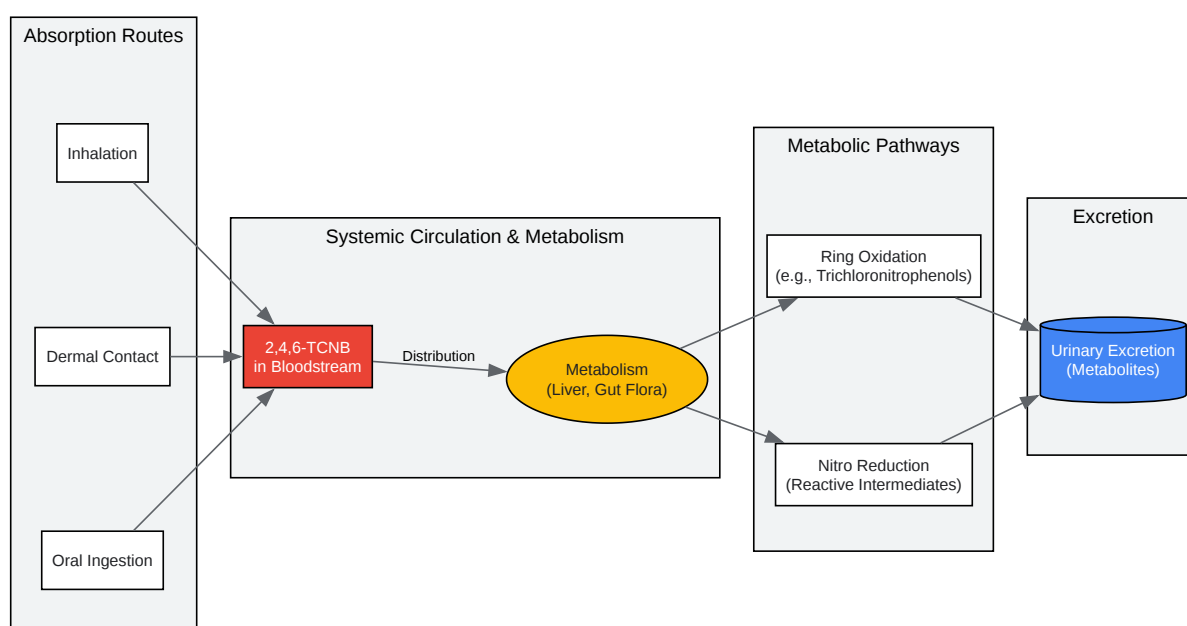 Absorption Routes
Inhalation
Dermal Contact
Oral Ingestion
Systemic Circulation & Metabolism
2,4,6-TCNB
in Bloodstream
Distribution
Metabolism
(Liver, Gut Flora)
Metabolic Pathways
Ring Oxidation
(e.g., Trichloronitrophenols)
Nitro Reduction
(Reactive Intermediates)
Excretion
Urinary Excretion
(Metabolites)